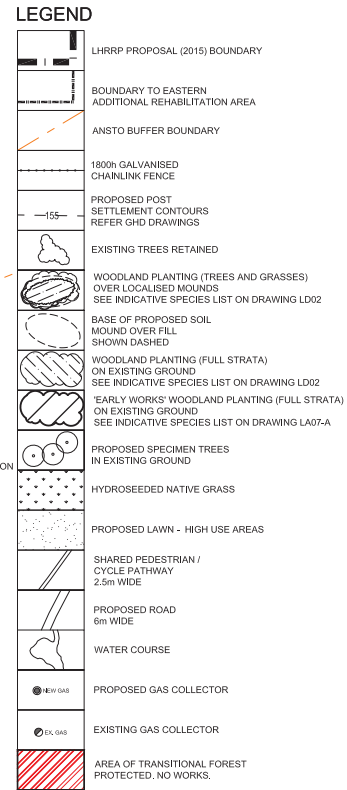 LEGEND
LHRRP PROPOSAL (2015) BOUNDARY
BOUNDARY TO EASTERN
ADDITIONAL REHABILITATION AREA
ANSTO BUFFER BOUNDARY
1800h GALVANISED
CHAINLINK FENCE
155
PROPOSED POST
SETTLEMENT CONTOURS
REFER GHD DRAWINGS
EXISTING TREES RETAINED
WOODLAND PLANTING (TREES AND GRASSES)
OVER LOCALISED MOUNDS
SEE INDICATIVE SPECIES LIST ON DRAWING LD02
BASE OF PROPOSED SOIL
MOUND OVER FILL
SHOWN DASHED
WOODLAND PLANTING (FULL STRATA)
ON EXISTING GROUND
SEE INDICATIVE SPECIES LIST ON DRAWING LD02
'EARLY WORKS' WOODLAND PLANTING (FULL STRATA)
ON EXISTING GROUND
SEE INDICATIVE SPECIES LIST ON DRAWING LA07-A
PROPOSED SPECIMEN TREES
IN EXISTING GROUND
ON
HYDROSEEDED NATIVE GRASS
PROPOSED LAWN - HIGH USE AREAS
SHARED PEDESTRIAN /
CYCLE PATHWAY
2.5m WIDE
PROPOSED ROAD
6m WIDE
WATER COURSE
NEW GAS
PROPOSED GAS COLLECTOR
EX. GAS
EXISTING GAS COLLECTOR
AREA OF TRANSITIONAL FOREST
PROTECTED. NO WORKS.